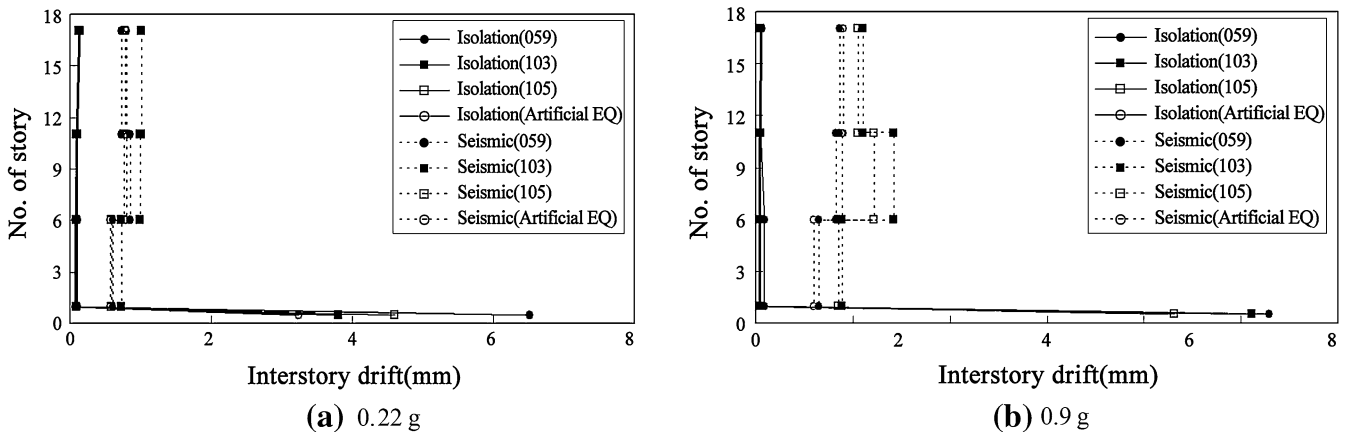 18
15
12
9
6
3
0
No. of story
Isolation(059)
Isolation(103)
Isolation(105)
Isolation(Artificial EQ)
Seismic(059)
Seismic(103)
Seismic(105)
Seismic(Artificial EQ)
0 2 4 6 8
Interstory drift(mm)
(a) 0.22 g
18
15
12
9
6
3
0
No. of story
Isolation(059)
Isolation(103)
Isolation(105)
Isolation(Artificial EQ)
Seismic(059)
Seismic(103)
Seismic(105)
Seismic(Artificial EQ)
0 2 4 6 8
Interstory drift(mm)
(b) 0.9 g